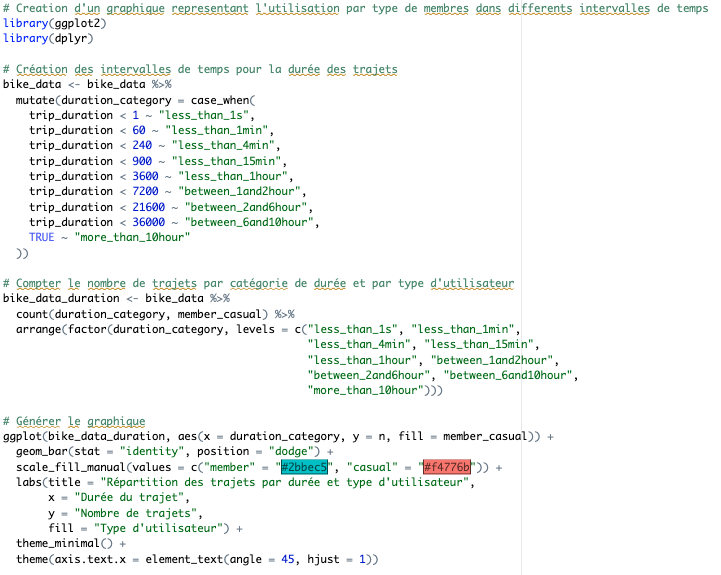 # Creation d'un graphique representant l'utilisation par type de membres dans differents intervalles de temps
library(ggplot2)
library(dplyr)
# Création des intervalles de temps pour la durée des trajets
bike_data <- bike_data %>%
mutate(duration_category = case_when(
trip_duration < 1 ~ "less_than_1s",
trip_duration < 60 ~ "less_than_1min",
trip_duration < 240 ~ "less_than_4min",
trip_duration < 900 ~ "less_than_15min",
trip_duration < 3600 ~ "less_than_1hour",
trip_duration < 7200 ~ "between_1and2hour",
trip_duration < 21600 ~ "between_2and6hour",
trip_duration < 36000 ~ "between_6and10hour",
TRUE ~ "more_than_10hour"
))
# Compter le nombre de trajets par catégorie de durée et par type d'utilisateur
bike_data_duration <- bike_data %>%
count(duration_category, member_casual) %>%
arrange(factor(duration_category, levels = c("less_than_1s", "less_than_1min",
"less_than_4min", "less_than_15min",
"less_than_1hour", "between_1and2hour",
"between_2and6hour", "between_6and10hour",
"more_than_10hour")))
# Générer le graphique
ggplot(bike_data_duration, aes(x = duration_category, y = n, fill = member_casual)) +
geom_bar(stat = "identity", position = "dodge") +
scale_fill_manual(values = c("member" = "#2bbec5", "casual" = "#f4776b")) +
labs(title = "Répartition des trajets par durée et type d'utilisateur",
x = "Durée du trajet",
y = "Nombre de trajets",
fill = "Type d'utilisateur") +
theme_minimal() +
theme(axis.text.x = element_text(angle = 45, hjust = 1))